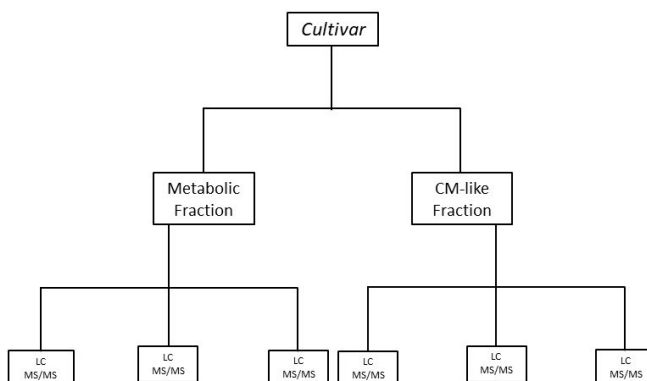 Cultivar
Metabolic
Fraction
CM-like
Fraction
LC
MS/MS
LC
MS/MS
LC
MS/MS
LC
MS/MS
LC
MS/MS
LC
MS/MS